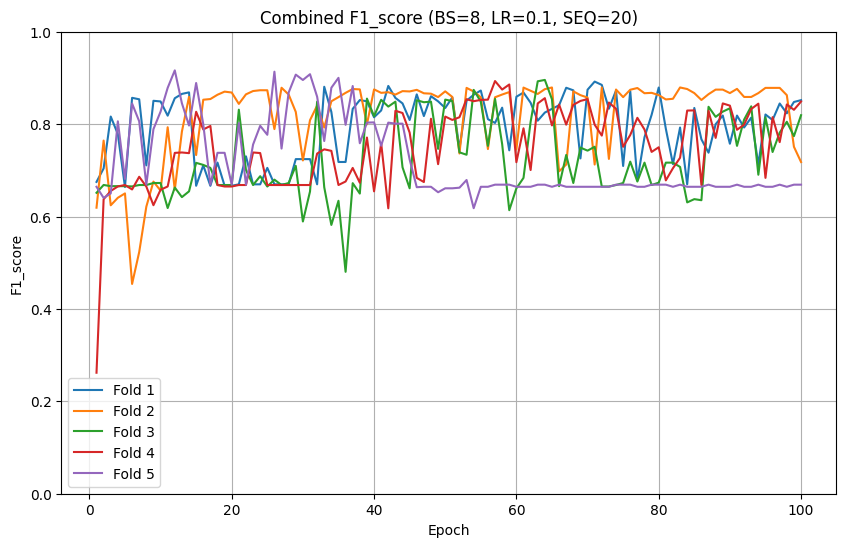 Combined F1_score (BS=8, LR=0.1, SEQ=20)
1.0
0.8
0.6
0.4
0.2
0.0
F1_score
Fold 1
Fold 2
Fold 3
Fold 4
Fold 5
0 20 40 60 80 100
Epoch